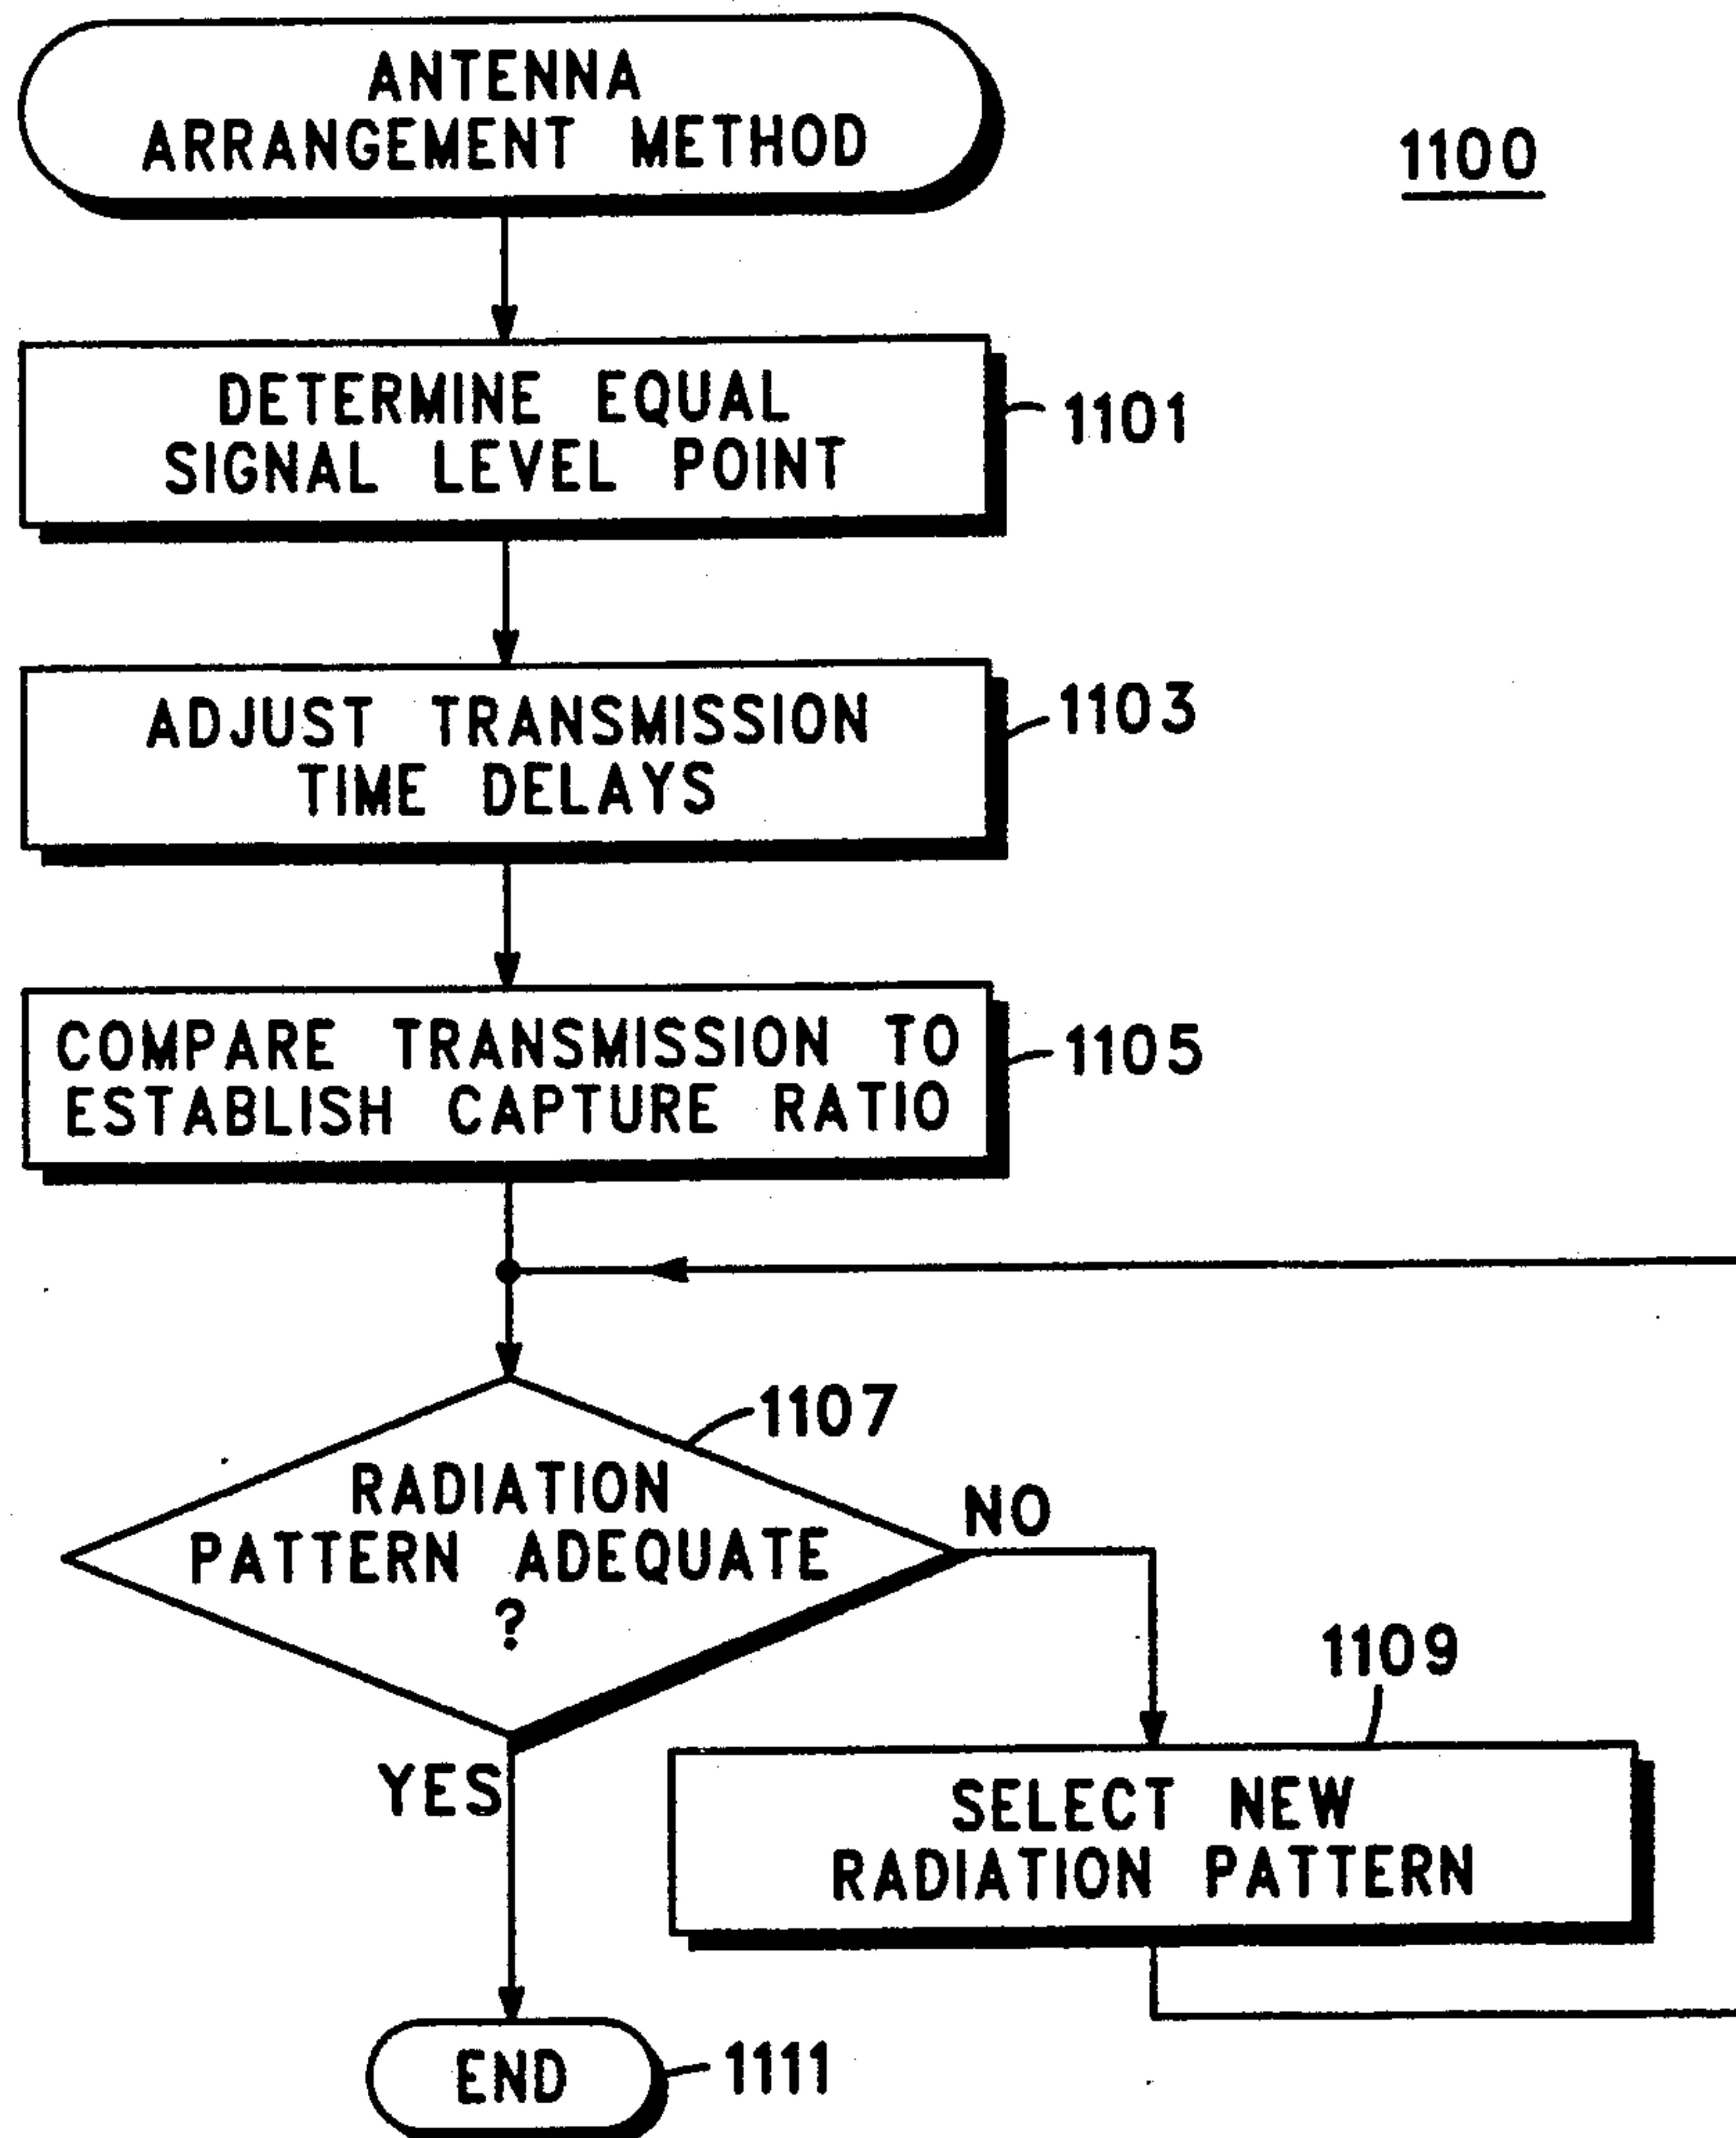 ANTENNA
ARRANGEMENT METHOD
1100
DETERMINE EQUAL
SIGNAL LEVEL POINT
1101
ADJUST TRANSMISSION
TIME DELAYS
1103
COMPARE TRANSMISSION TO
ESTABLISH CAPTURE RATIO
1105
1107
RADIATION
PATTERN ADEQUATE
?
NO
YES
1109
SELECT NEW
RADIATION PATTERN
END
1111